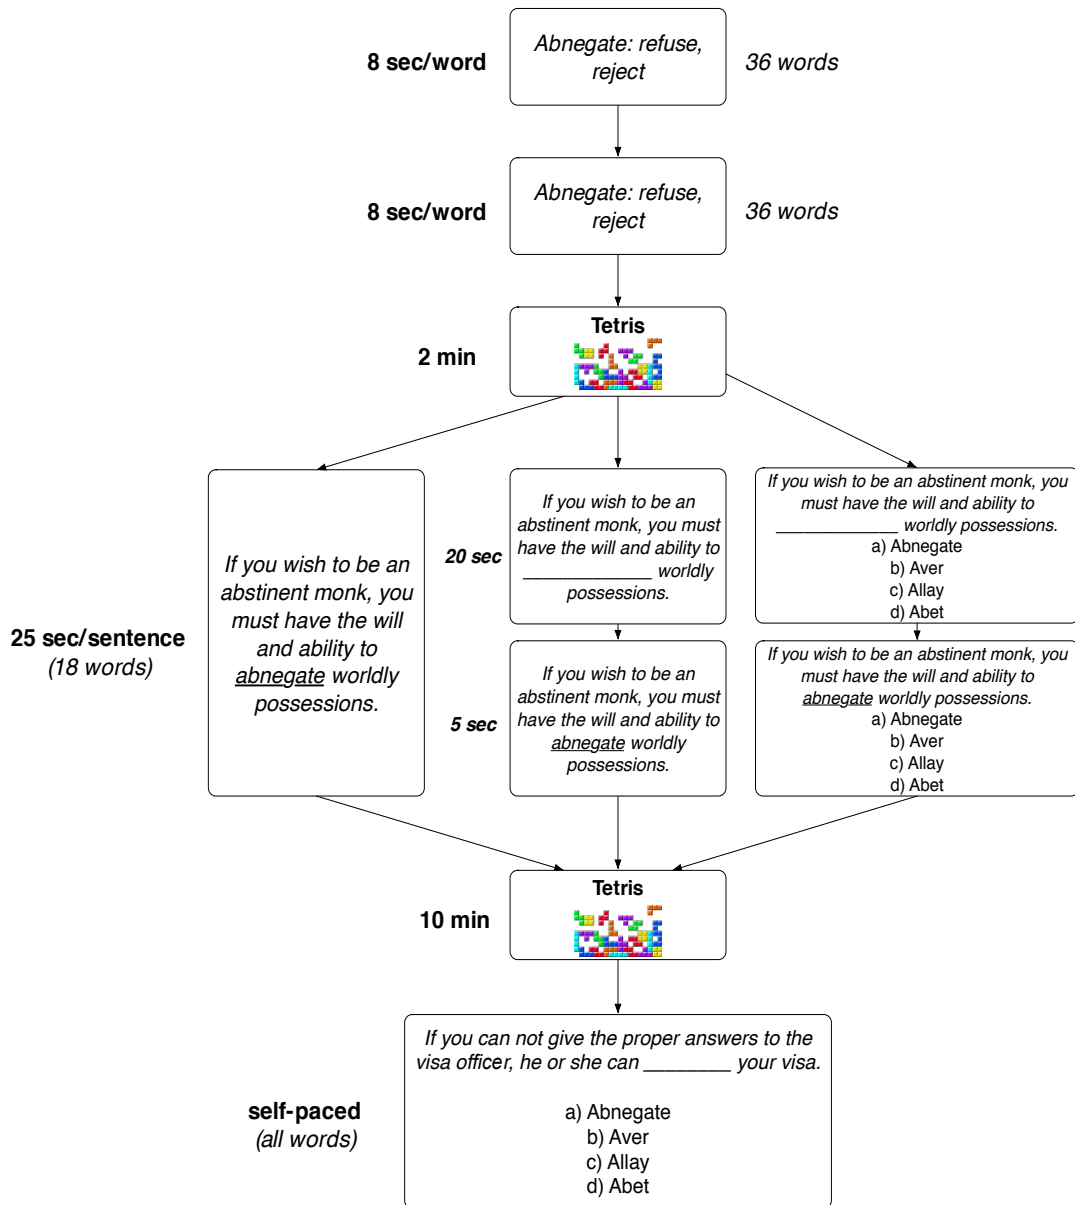 8 sec/word
Abnegate: refuse,
reject
36 words
8 sec/word
Abnegate: refuse,
reject
36 words
2 min
Tetris
25 sec/sentence
(18 words)
If you wish to be an
abstinent monk, you
must have the will
and ability to
abnegate worldly
possessions.
20 sec
If you wish to be an
abstinent monk, you must
have the will and ability to
_____________ worldly
possessions.
5 sec
If you wish to be an
abstinent monk, you must
have the will and ability to
abnegate worldly
possessions.
If you wish to be an abstinent monk, you
must have the will and ability to
_____________ worldly possessions.
a) Abnegate
b) Aver
c) Allay
d) Abet
If you wish to be an abstinent monk, you
must have the will and ability to
abnegate worldly possessions.
a) Abnegate
b) Aver
c) Allay
d) Abet
10 min
Tetris
self-paced
(all words)
If you can not give the proper answers to the
visa officer, he or she can ________ your visa.
a) Abnegate
b) Aver
c) Allay
d) Abet